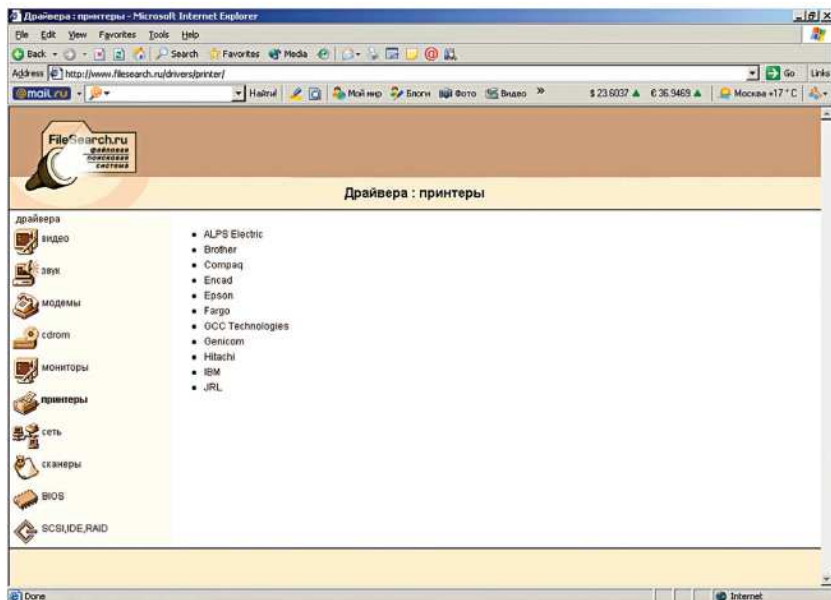 Драйвера : принтеры - Microsoft Internet Explorer
File Edit View Favorites Tools Help
Back Search Favorites Media
Address http://www.filesearch.ru/drivers/printer/ Go Links
@mail.ru Найти! Мой мир Блоги Фото Видео » $ 23.6037 € 36.9469 Москва +17 °C
FileSearch.ru
файловая
поисковая
система
Драйвера : принтеры
драйвера
видео
звук
модемы
cdrom
мониторы
принтеры
сеть
сканеры
BIOS
SCSI,IDE,RAID
• ALPS Electric
• Brother
• Compaq
• Encad
• Epson
• Fargo
• GCC Technologies
• Genicom
• Hitachi
• IBM
• JRL
Done Internet